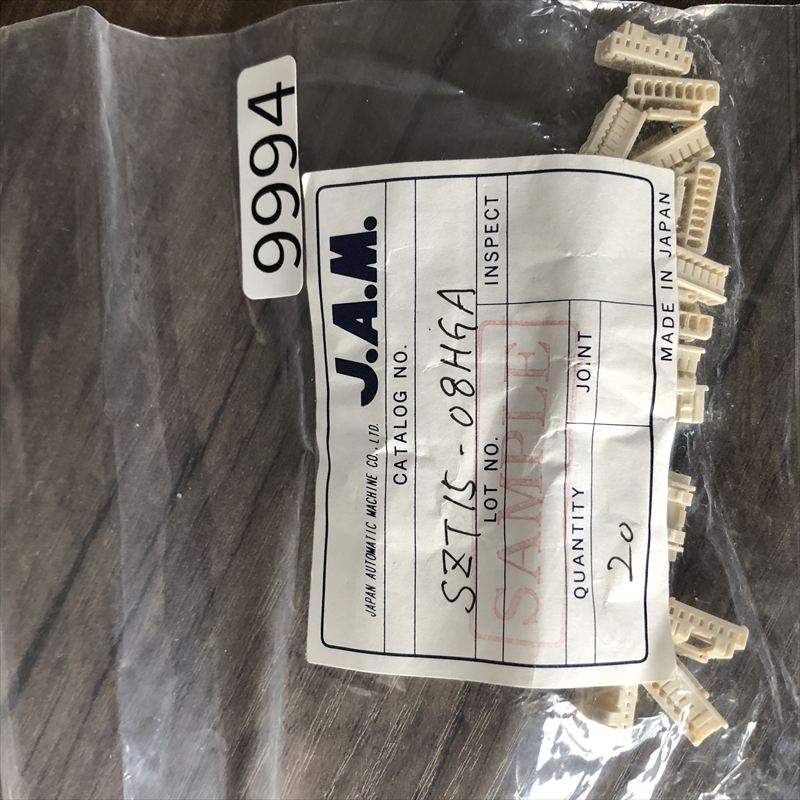 9994
J.A.M.
JAPAN AUTOMATIC MACHINE CO., LTD.
CATALOG NO.
SZT15-08HGA
LOT NO.
INSPECT
SAMPLE
QUANTITY
JOINT
20
MADE IN JAPAN